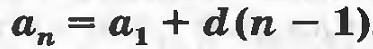 aₙ = a₁ + d(n − 1)